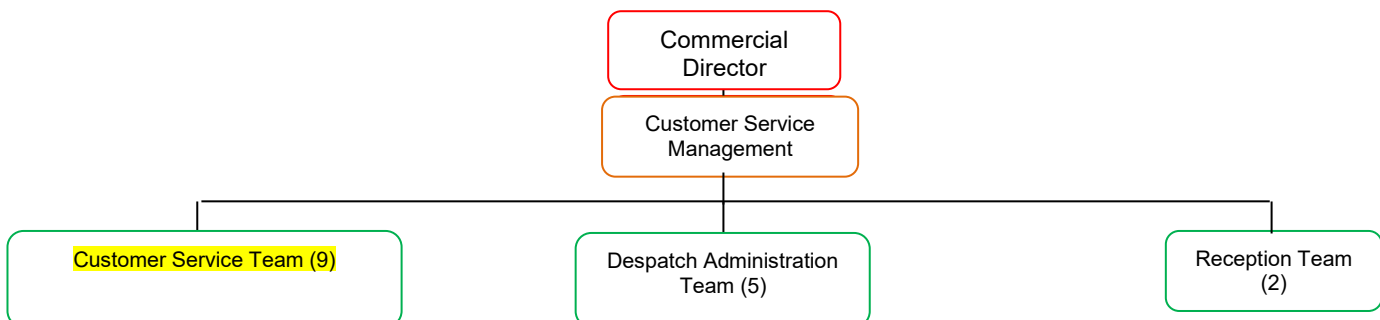 Commercial
Director
Customer Service
Management
Customer Service Team (9)
Despatch Administration
Team (5)
Reception Team
(2)